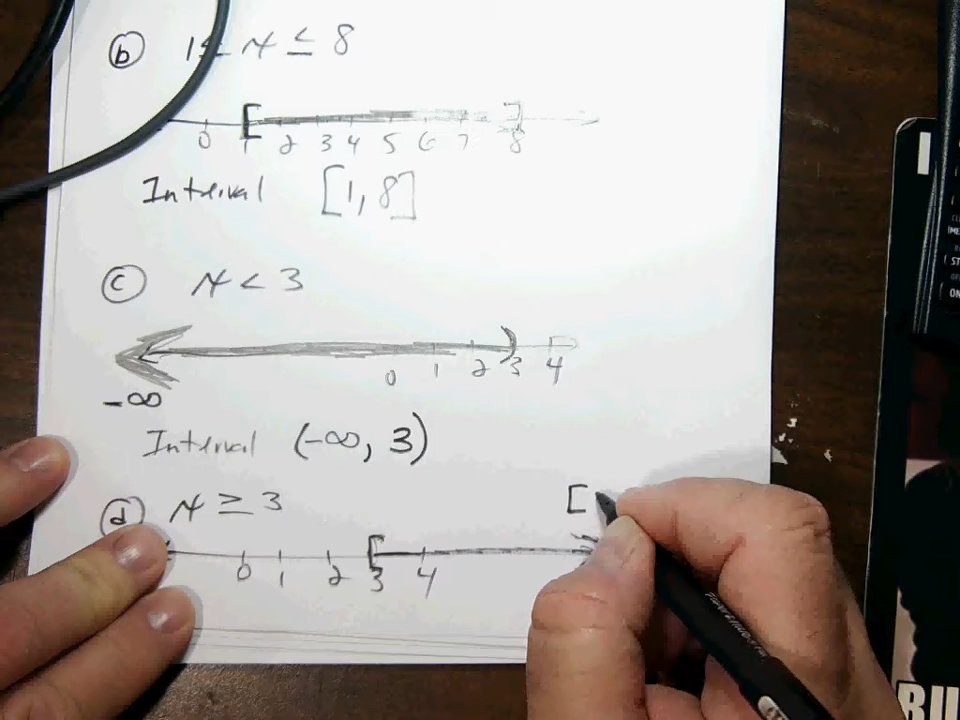 b 1 ≤ x ≤ 8
0 1 2 3 4 5 6 7 8
Interval [1, 8]
c x < 3
0 1 2 3 4
-∞
Interval (-∞, 3)
d x ≥ 3
[
0 1 2 3 4
BU